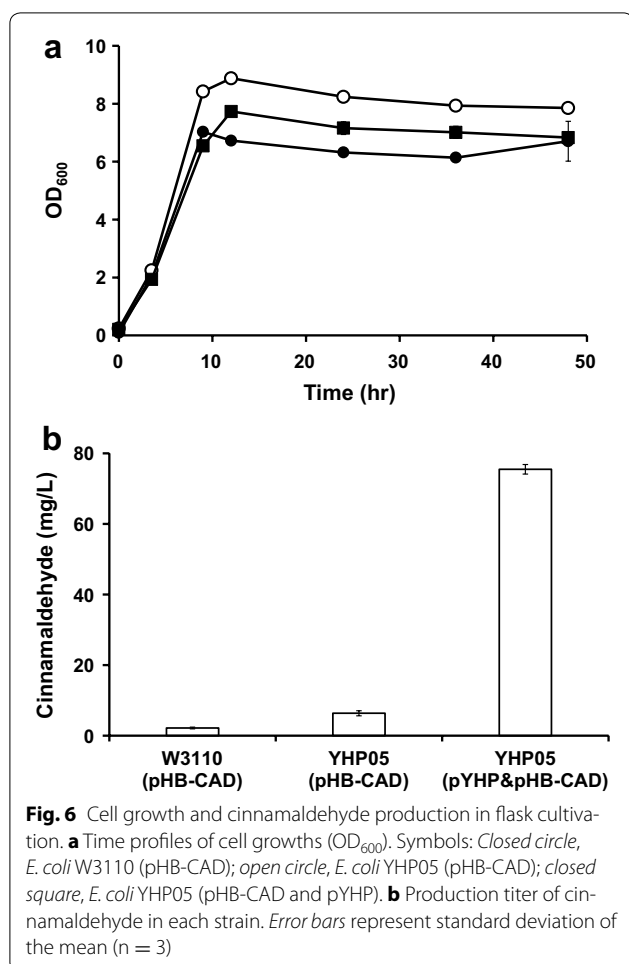 a
10
8
6
4
2
0
OD600
0 10 20 30 40 50
Time (hr)
b
80
60
40
20
0
Cinnamaldehyde (mg/L)
W3110 YHP05 YHP05
(pHB-CAD) (pHB-CAD) (pYHP&pHB-CAD)
Fig. 6 Cell growth and cinnamaldehyde production in flask cultiva-
tion. a Time profiles of cell growths (OD600). Symbols: Closed circle,
E. coli W3110 (pHB-CAD); open circle, E. coli YHP05 (pHB-CAD); closed
square, E. coli YHP05 (pHB-CAD and pYHP). b Production titer of cin-
namaldehyde in each strain. Error bars represent standard deviation of
the mean (n = 3)